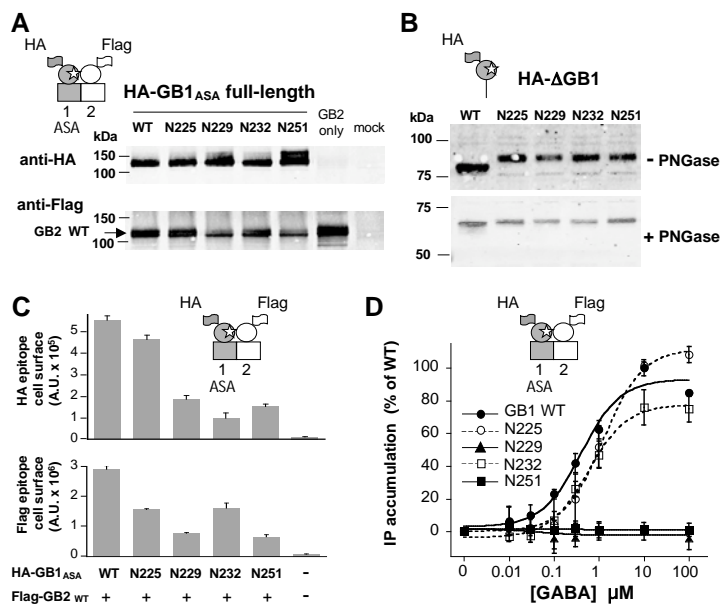 A
HA Flag
1 2
ASA
HA-GB1ASA full-length
WT N225 N229 N232 N251 GB2 only mock
kDa
anti-HA
150
100
anti-Flag
150
GB2 WT
100
B
HA
HA-ΔGB1
WT N225 N229 N232 N251
kDa
100
75
- PNGase
75
50
+ PNGase
C
HA Flag
1 2
ASA
HA epitope
cell surface
(A.U. x 10⁵)
5
4
3
2
1
0
Flag epitope
cell surface
(A.U. x 10⁶)
3
2
1
0
HA-GB1ASA WT N225 N229 N232 N251 -
Flag-GB2 WT + + + + + -
D
HA Flag
1 2
ASA
IP accumulation (% of WT)
100
80
60
40
20
0
GB1 WT
N225
N229
N232
N251
0 0.01 0.1 1 10 100
[GABA] µM